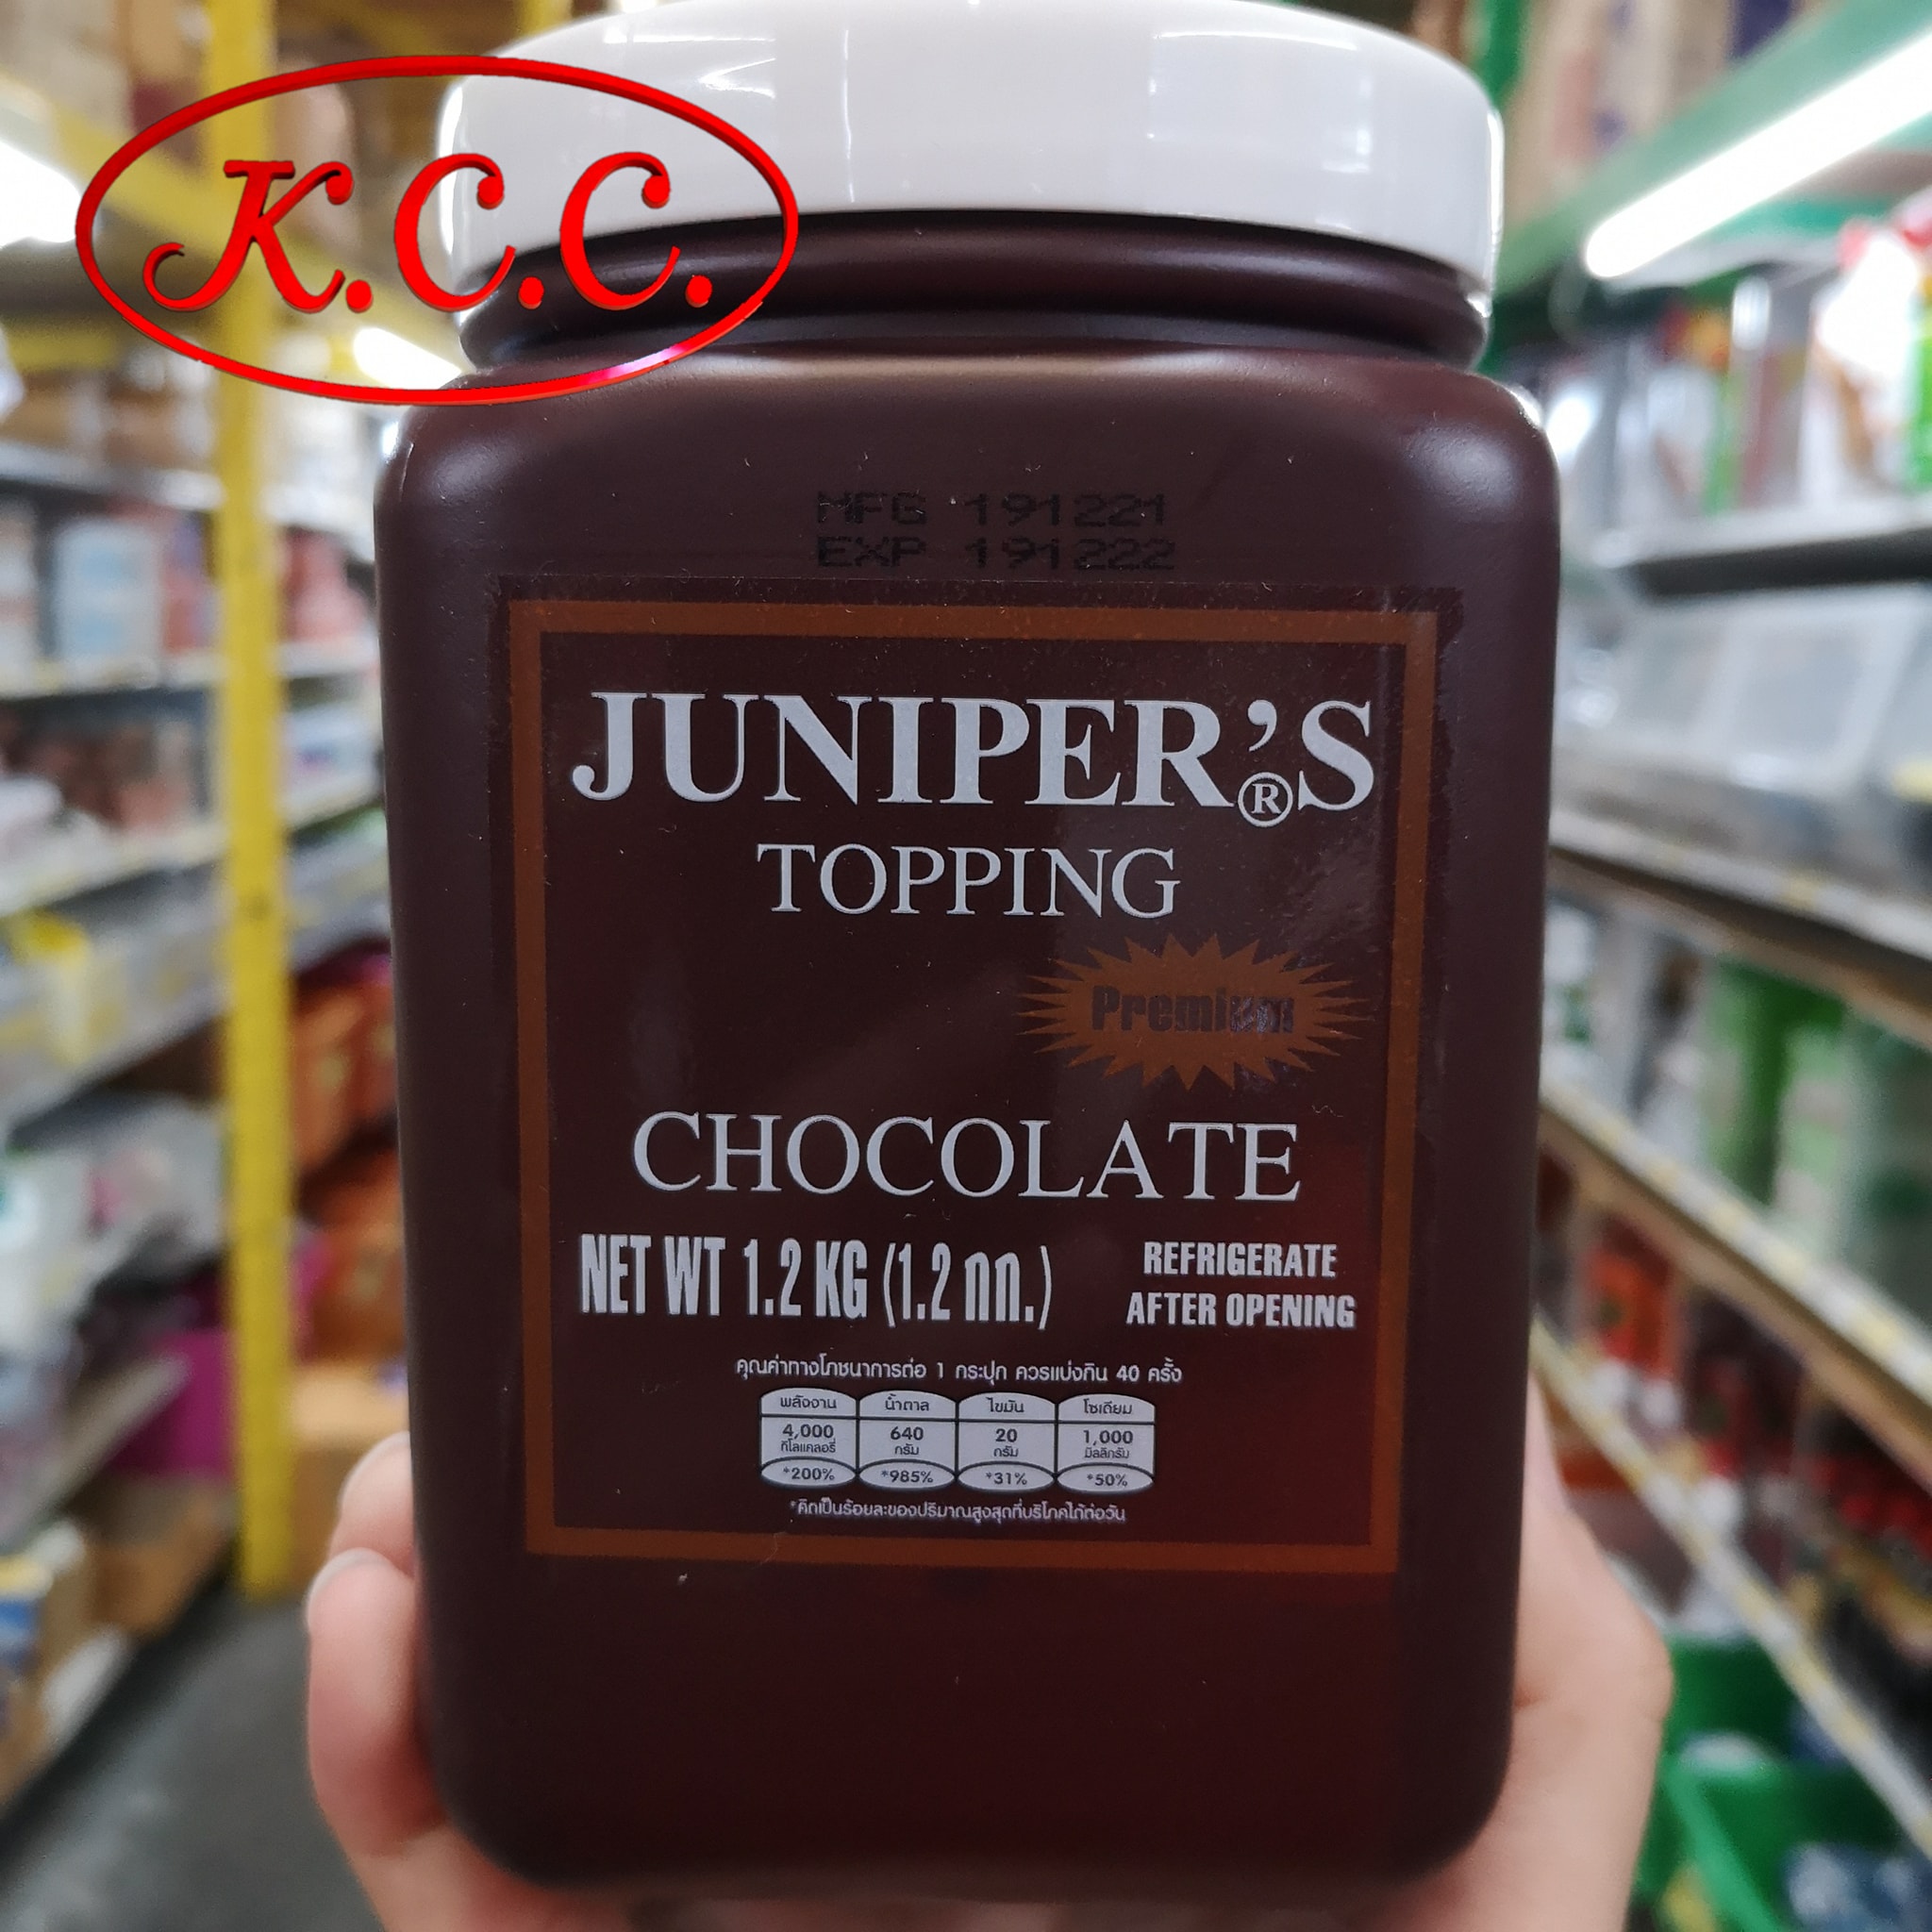 K.C.C.
MFG 191221
EXP 191222
JUNIPER'S®
TOPPING
Premium
CHOCOLATE
NET WT 1.2 KG (1.2 กก.)
REFRIGERATE
AFTER OPENING
คุณค่าทางโภชนาการต่อ 1 กระปุก ควรแบ่งกิน 40 ครั้ง
พลังงาน น้ำตาล ไขมัน โซเดียม
4,000 640 20 1,000
กิโลแคลอรี่ กรัม กรัม มิลลิกรัม
*200% *985% *31% *50%
*คิดเป็นร้อยละของปริมาณสูงสุดที่บริโภคได้ต่อวัน